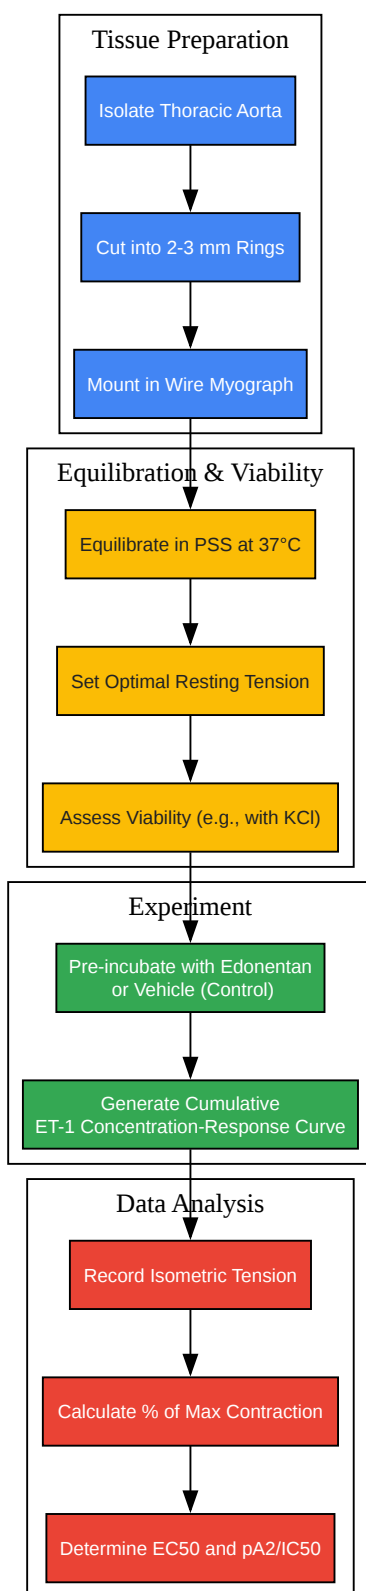 Tissue Preparation
Isolate Thoracic Aorta
Cut into 2-3 mm Rings
Mount in Wire Myograph
Equilibration & Viability
Equilibrate in PSS at 37°C
Set Optimal Resting Tension
Assess Viability (e.g., with KCl)
Experiment
Pre-incubate with Edonentan
or Vehicle (Control)
Generate Cumulative
ET-1 Concentration-Response Curve
Data Analysis
Record Isometric Tension
Calculate % of Max Contraction
Determine EC50 and pA2/IC50